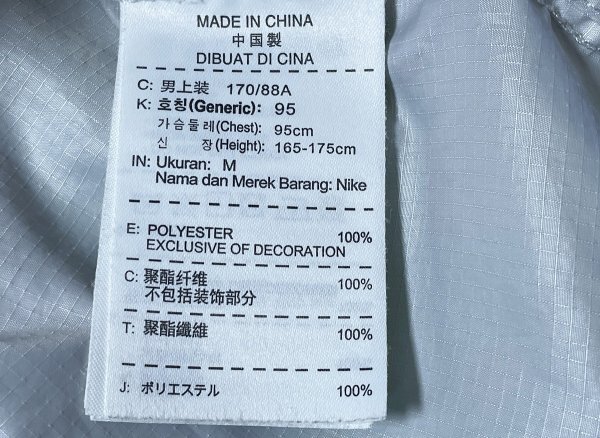 MADE IN CHINA
中国製
DIBUAT DI CINA
C: 男上装 170/88A
K: 호칭(Generic): 95
가슴둘레(Chest): 95cm
신 장(Height): 165-175cm
IN: Ukuran: M
Nama dan Merek Barang: Nike
E: POLYESTER 100%
EXCLUSIVE OF DECORATION
C: 聚酯纤维 100%
不包括装饰部分
T: 聚酯纖維 100%
J: ポリエステル 100%